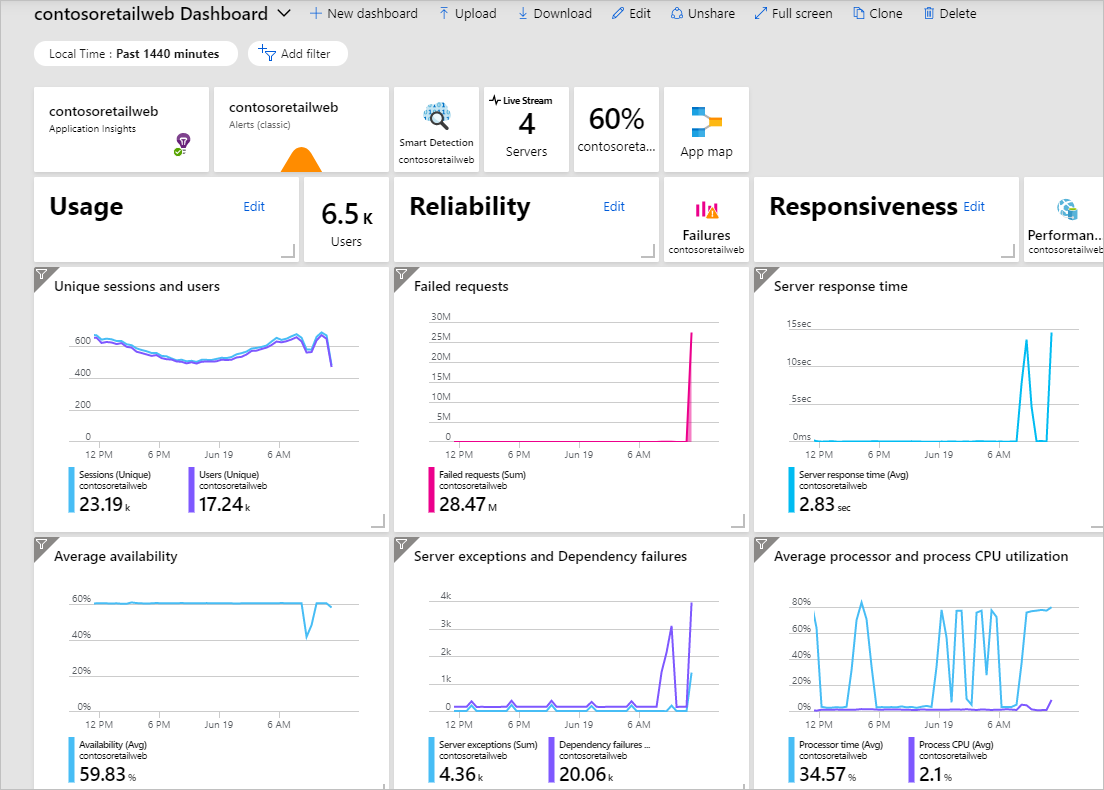 contosoretailweb Dashboard
New dashboard
Upload
Download
Edit
Unshare
Full screen
Clone
Delete
Local Time : Past 1440 minutes
Add filter
contosoretailweb
Application Insights
contosoretailweb
Alerts (classic)
Smart Detection
contosoretailweb
Live Stream
4
Servers
60%
contosoreta...
App map
Usage
Edit
6.5 K
Users
Reliability
Edit
Failures
contosoretailweb
Responsiveness
Edit
Performan...
contosoretailweb
Unique sessions and users
600
400
200
0
12 PM
6 PM
Jun 19
6 AM
Sessions (Unique)
contosoretailweb
23.19 k
Users (Unique)
contosoretailweb
17.24 k
Failed requests
30M
25M
20M
15M
10M
5M
0
12 PM
6 PM
Jun 19
6 AM
Failed requests (Sum)
contosoretailweb
28.47 M
Server response time
15sec
10sec
5sec
0ms
12 PM
6 PM
Jun 19
6 AM
Server response time (Avg)
contosoretailweb
2.83 sec
Average availability
60%
40%
20%
0%
12 PM
6 PM
Jun 19
6 AM
Availability (Avg)
contosoretailweb
59.83 %
Server exceptions and Dependency failures
4k
3k
2k
1k
0
12 PM
6 PM
Jun 19
6 AM
Server exceptions (Sum)
contosoretailweb
4.36 k
Dependency failures ...
contosoretailweb
20.06 k
Average processor and process CPU utilization
80%
60%
40%
20%
0%
12 PM
6 PM
Jun 19
6 AM
Processor time (Avg)
contosoretailweb
34.57 %
Process CPU (Avg)
contosoretailweb
2.1 %